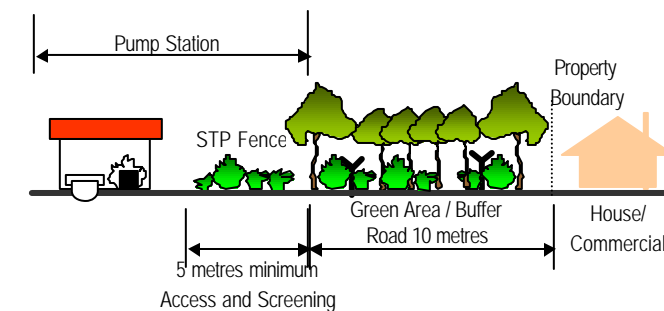 Pump Station
Property
Boundary
STP Fence
Green Area / Buffer
Road 10 metres
House/
Commercial
5 metres minimum
Access and Screening